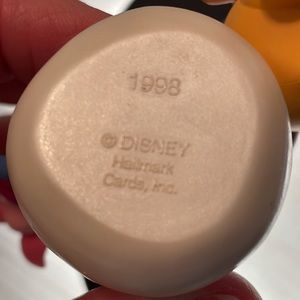 1998
© DISNEY
Hallmark
Cards, Inc.